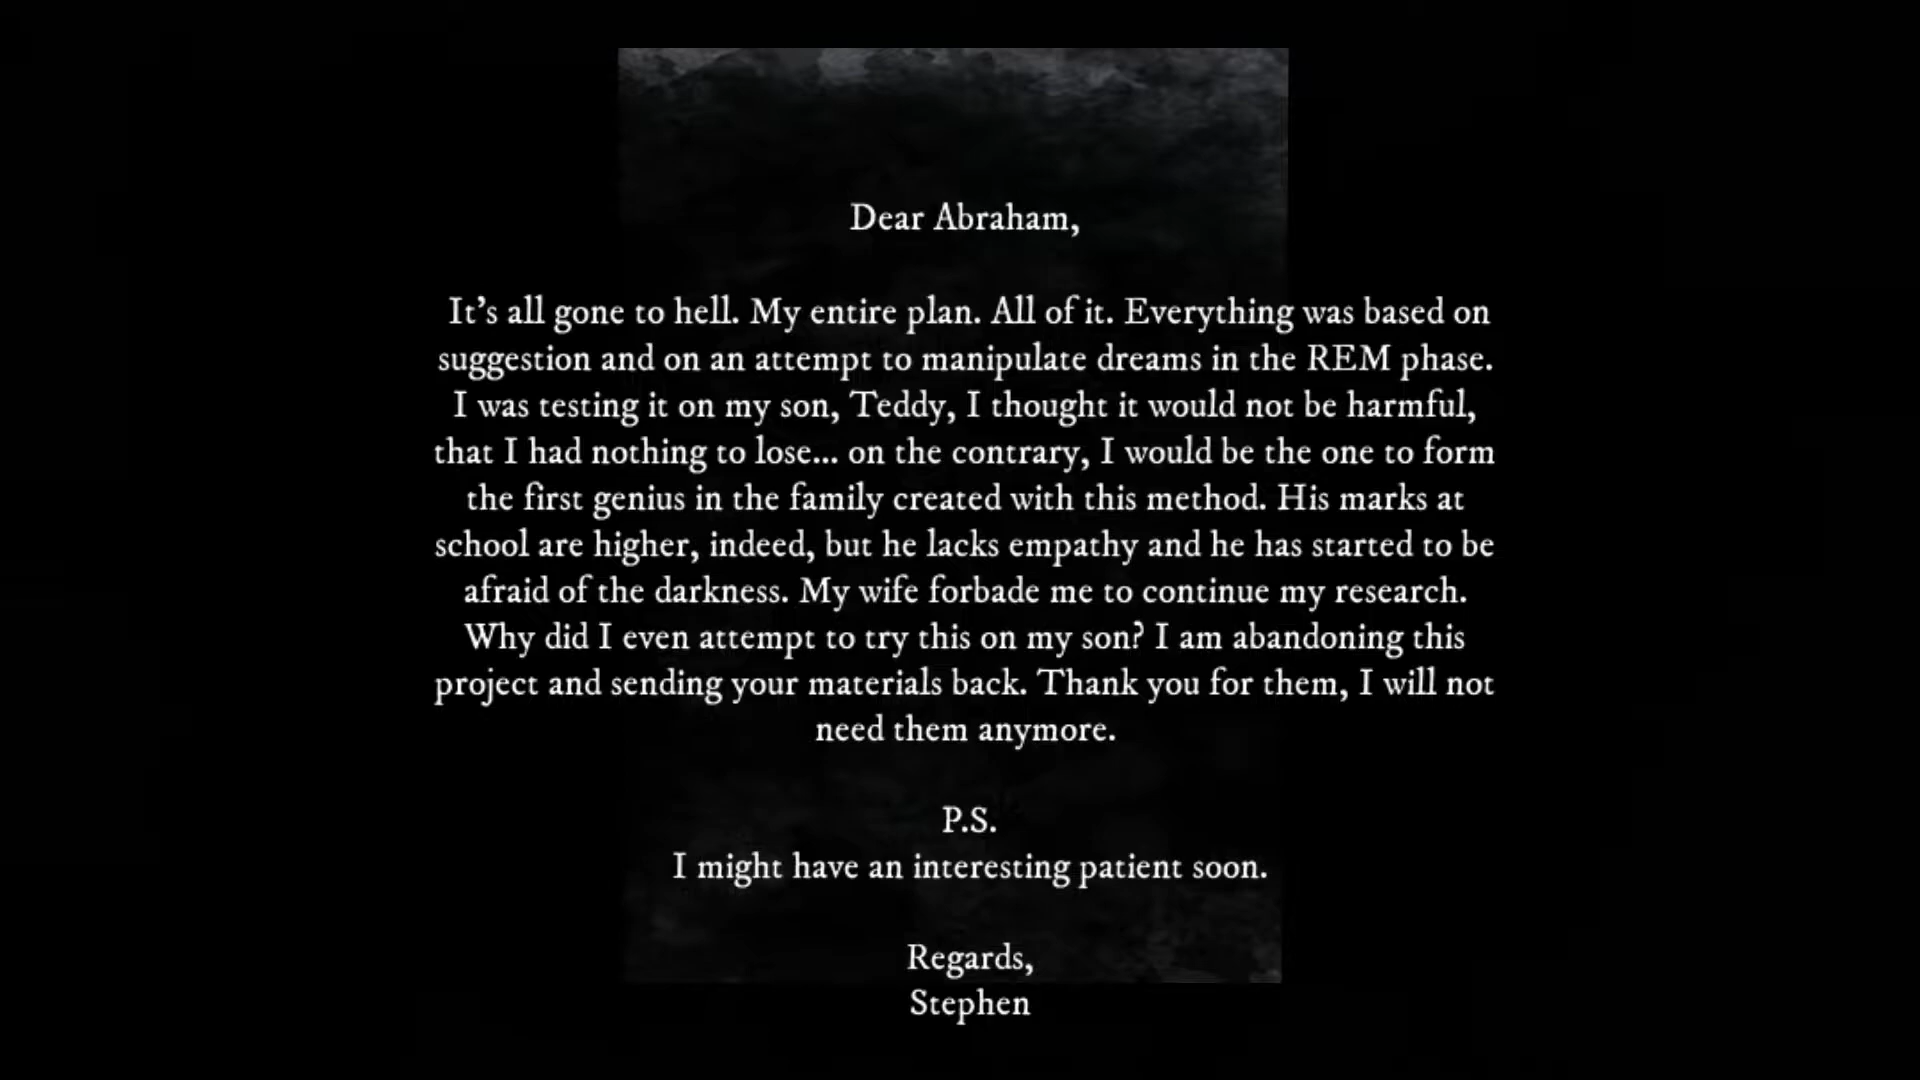 Dear Abraham,
It's all gone to hell. My entire plan. All of it. Everything was based on
suggestion and on an attempt to manipulate dreams in the REM phase.
I was testing it on my son, Teddy, I thought it would not be harmful,
that I had nothing to lose... on the contrary, I would be the one to form
the first genius in the family created with this method. His marks at
school are higher, indeed, but he lacks empathy and he has started to be
afraid of the darkness. My wife forbade me to continue my research.
Why did I even attempt to try this on my son? I am abandoning this
project and sending your materials back. Thank you for them, I will not
need them anymore.
P.S.
I might have an interesting patient soon.
Regards,
Stephen